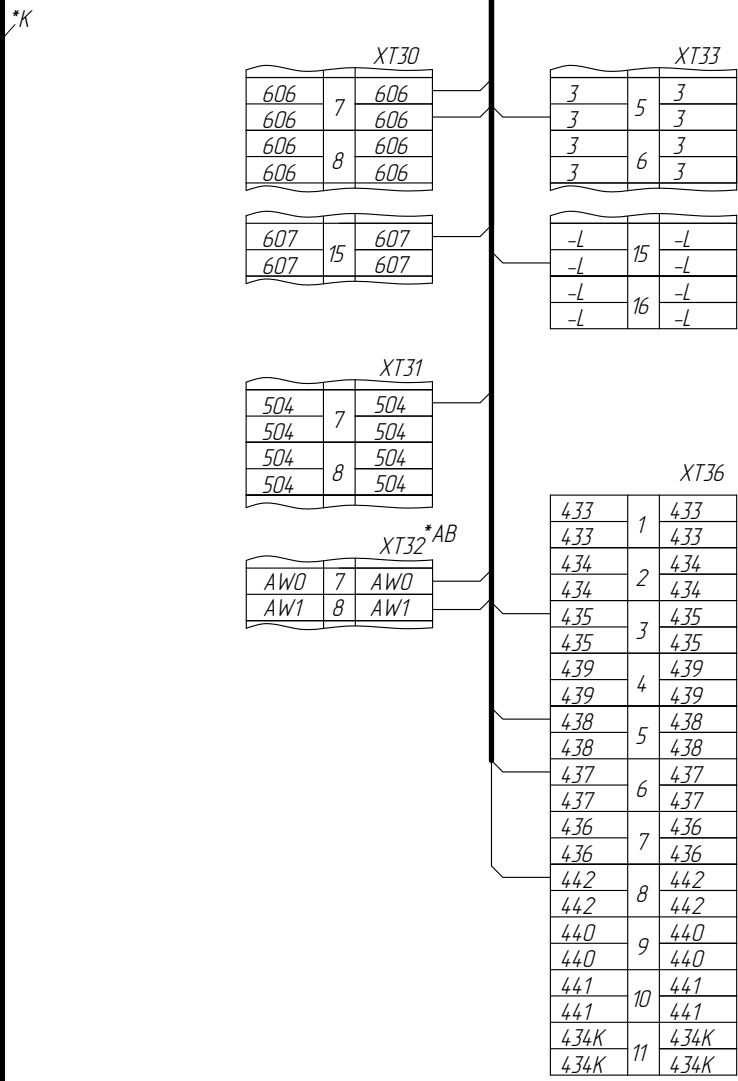 *K
XT30
606 7 606
606 606
606 8 606
606 606
607 15 607
607 607
XT31
504 7 504
504 504
504 8 504
504 504
XT32 *AB
AW0 7 AW0
AW1 8 AW1
XT33
3 5 3
3 3
3 6 3
3 3
-L 15 -L
-L -L
-L 16 -L
-L -L
XT36
433 1 433
433 433
434 2 434
434 434
435 3 435
435 435
439 4 439
439 439
438 5 438
438 438
437 6 437
437 437
436 7 436
436 436
442 8 442
442 442
440 9 440
440 440
441 10 441
441 441
434K 11 434K
434K 434K